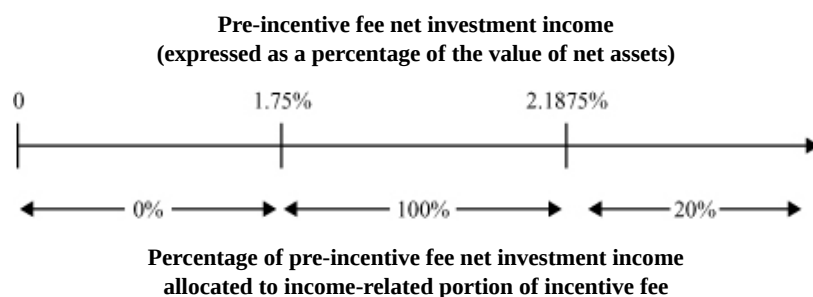 Pre-incentive fee net investment income
(expressed as a percentage of the value of net assets)
0 1.75% 2.1875%
0% 100% 20%
Percentage of pre-incentive fee net investment income
allocated to income-related portion of incentive fee